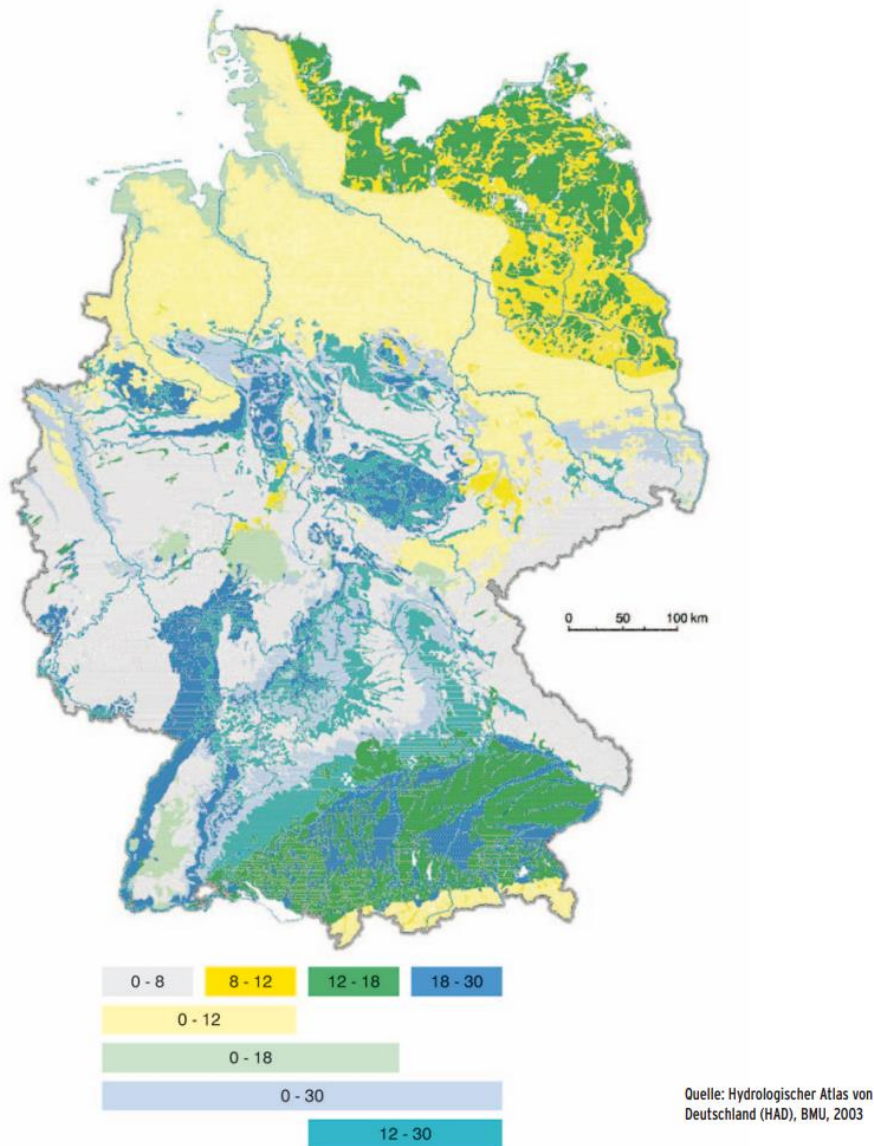 0 50 100 km
0 - 8 8 - 12 12 - 18 18 - 30
0 - 12
0 - 18
0 - 30
12 - 30
Quelle: Hydrologischer Atlas von
Deutschland (HAD), BMU, 2003